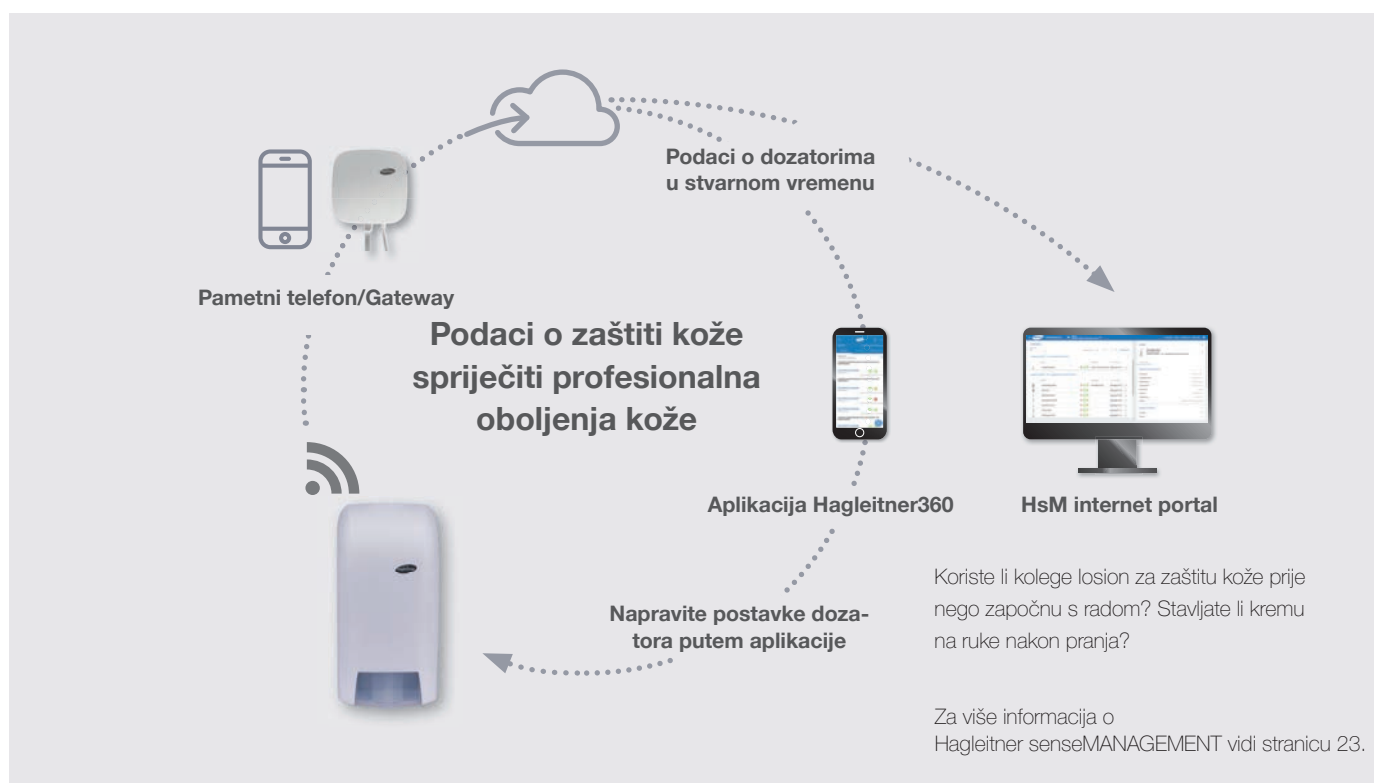 Podaci o dozatorima
u stvarnom vremenu
Pametni telefon/Gateway
Podaci o zaštiti kože
spriječiti profesionalna
oboljenja kože
Aplikacija Hagleitner360
HsM internet portal
Napravite postavke doza-
tora putem aplikacije
Koriste li kolege losion za zaštitu kože prije
nego započnu s radom? Stavljate li kremu
na ruke nakon pranja?
Za više informacija o
Hagleitner senseMANAGEMENT vidi stranicu 23.